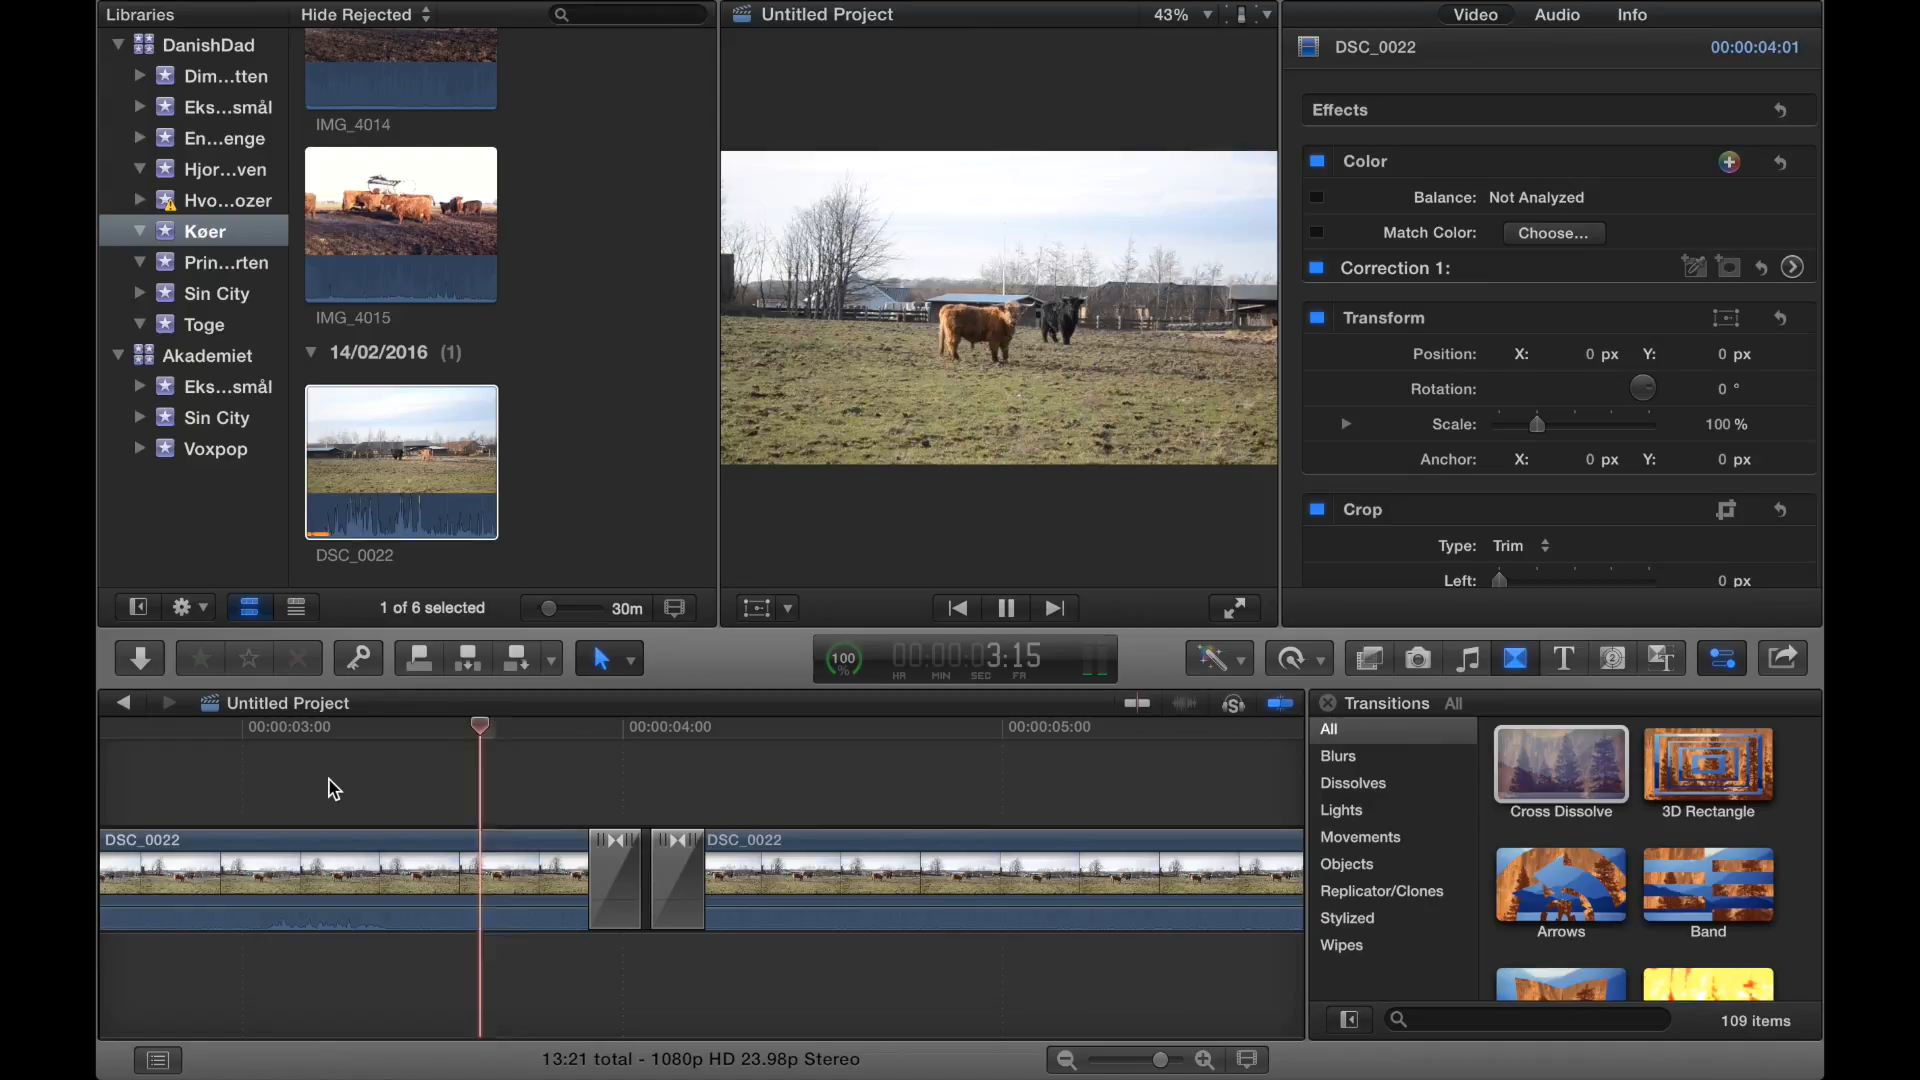 Libraries
Hide Rejected
DanishDad
Dim...tten
Eks...smål
En...enge
Hjor...ven
Hvo...ozer
Køer
Prin...rten
Sin City
Toge
Akademiet
Eks...smål
Sin City
Voxpop
IMG_4014
IMG_4015
14/02/2016 (1)
DSC_0022
1 of 6 selected
30m
Untitled Project
43%
Video Audio Info
DSC_0022
00:00:04:01
Effects
Color
Balance: Not Analyzed
Match Color: Choose...
Correction 1:
Transform
Position: X: 0 px Y: 0 px
Rotation: 0 °
Scale: 100 %
Anchor: X: 0 px Y: 0 px
Crop
Type: Trim
Left: 0 px
100 %
00:00:03:15
HR MIN SEC FR
T
Untitled Project
00:00:03:00
00:00:04:00
00:00:05:00
DSC_0022
DSC_0022
13:21 total - 1080p HD 23.98p Stereo
Transitions All
All
Blurs
Dissolves
Lights
Movements
Objects
Replicator/Clones
Stylized
Wipes
Cross Dissolve
3D Rectangle
Arrows
Band
109 items